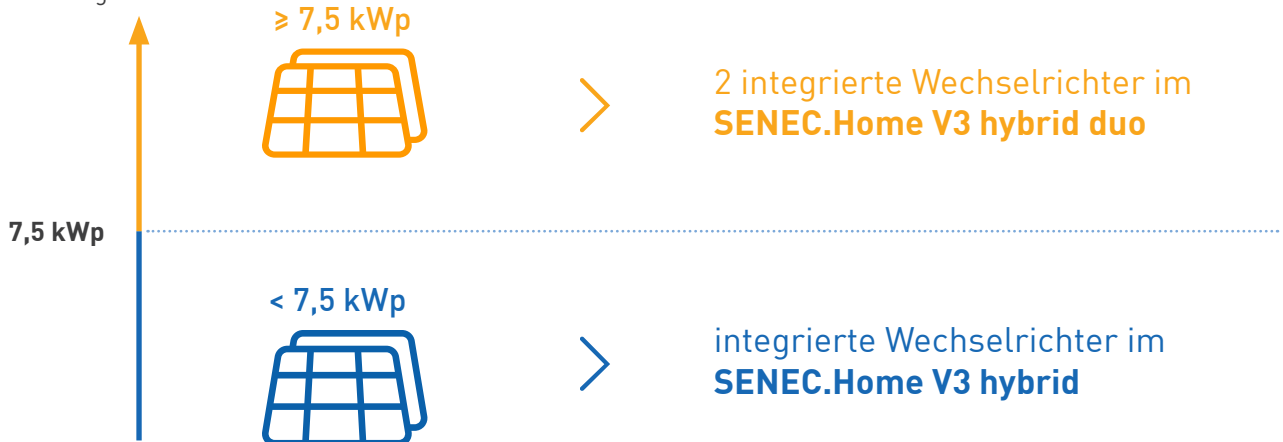 ≥ 7,5 kWp
2 integrierte Wechselrichter im
SENEC.Home V3 hybrid duo
7,5 kWp
< 7,5 kWp
integrierte Wechselrichter im
SENEC.Home V3 hybrid